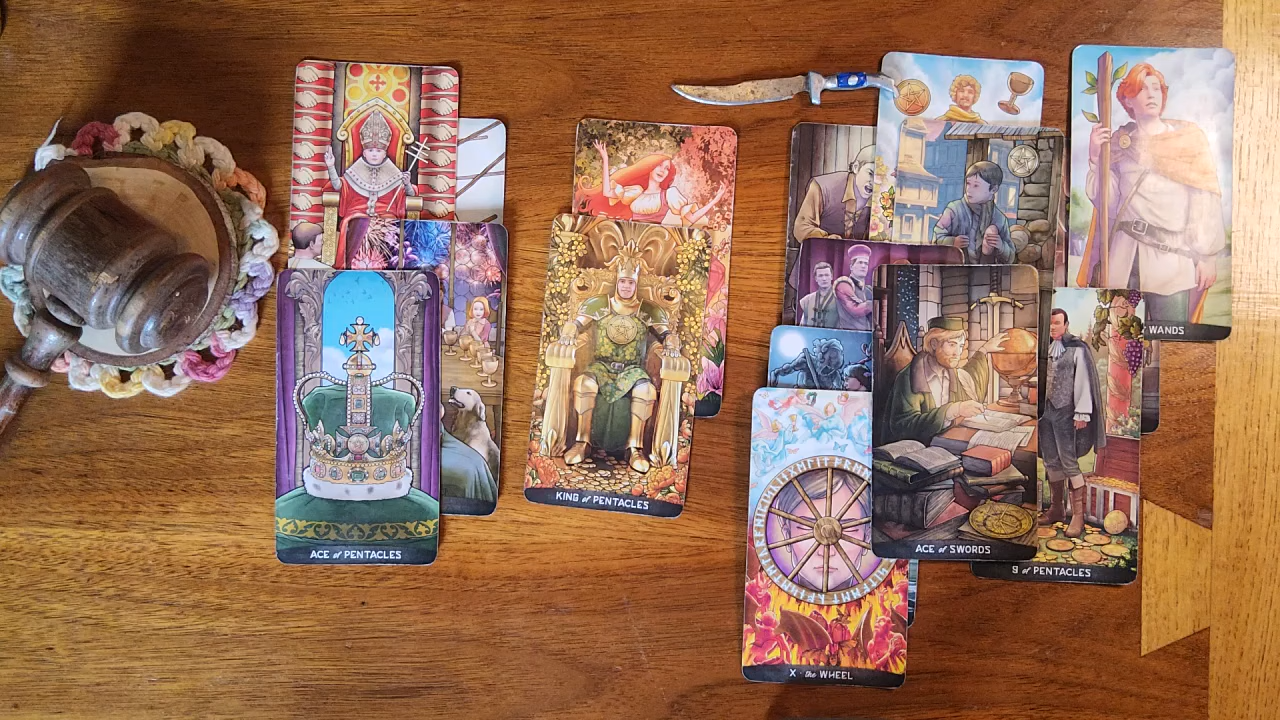 ACE of PENTACLES
KING of PENTACLES
WANDS
ACE of SWORDS
9 of PENTACLES
X · the WHEEL